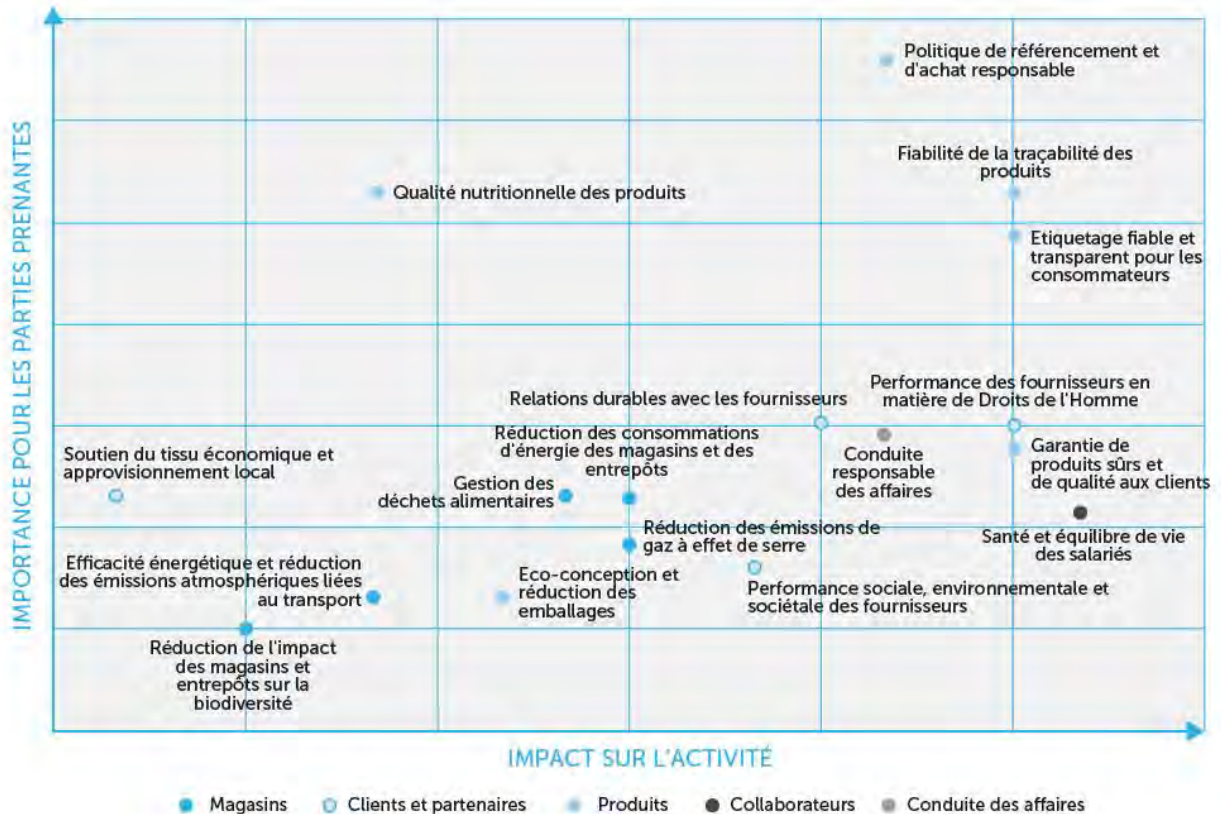 IMPORTANCE POUR LES PARTIES PRENANTES
Politique de référencement et
d'achat responsable
Fiabilité de la traçabilité des
produits
Qualité nutritionnelle des produits
Etiquetage fiable et
transparent pour les
consommateurs
Performance des fournisseurs en
matière de Droits de l'Homme
Relations durables avec les fournisseurs
Réduction des consommations
d'énergie des magasins et des
entrepôts
Conduite
responsable
des affaires
Garantie de
produits sûrs et
de qualité aux clients
Soutien du tissu économique et
approvisionnement local
Gestion des
déchets alimentaires
Santé et équilibre de vie
des salariés
Réduction des émissions de
gaz à effet de serre
Efficacité énergétique et réduction
des émissions atmosphériques liées
au transport
Eco-conception et
réduction des
emballages
Performance sociale, environnementale et
sociétale des fournisseurs
Réduction de l'impact
des magasins et
entrepôts sur la
biodiversité
IMPACT SUR L'ACTIVITÉ
Magasins
Clients et partenaires
Produits
Collaborateurs
Conduite des affaires